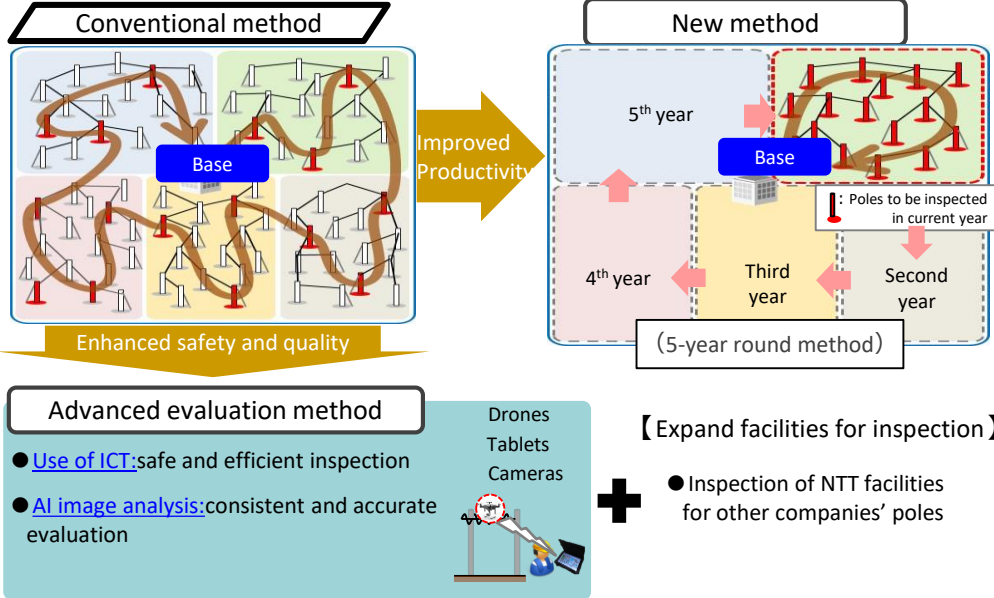 Conventional method
New method
Base
Improved
Productivity
5th year
Base
: Poles to be inspected
in current year
4th year
Third
year
Second
year
(5-year round method)
Enhanced safety and quality
Advanced evaluation method
Drones
Tablets
Cameras
●Use of ICT:safe and efficient inspection
●AI image analysis:consistent and accurate
evaluation
【Expand facilities for inspection】
●Inspection of NTT facilities
for other companies’ poles